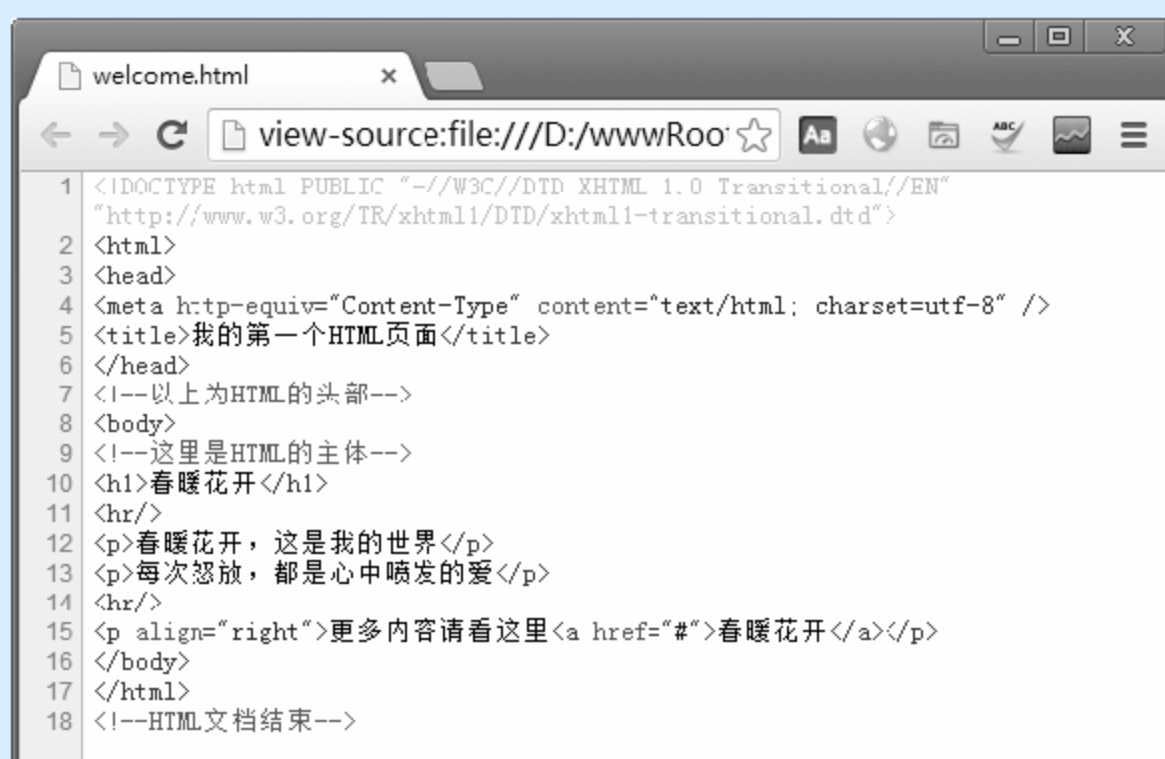 welcome.html
view-source:file:///D:/wwwRoo
Aa
ABC
1 <!DOCTYPE html PUBLIC "-//W3C//DTD XHTML 1.0 Transitional//EN"
"http://www.w3.org/TR/xhtml1/DTD/xhtml1-transitional.dtd">
2 <html>
3 <head>
4 <meta http-equiv="Content-Type" content="text/html; charset=utf-8" />
5 <title>我的第一个HTML页面</title>
6 </head>
7 <!--以上为HTML的头部-->
8 <body>
9 <!--这里是HTML的主体-->
10 <h1>春暖花开</h1>
11 <hr/>
12 <p>春暖花开，这是我的世界</p>
13 <p>每次怒放，都是心中喷发的爱</p>
14 <hr/>
15 <p align="right">更多内容请看这里<a href="#">春暖花开</a></p>
16 </body>
17 </html>
18 <!--HTML文档结束-->